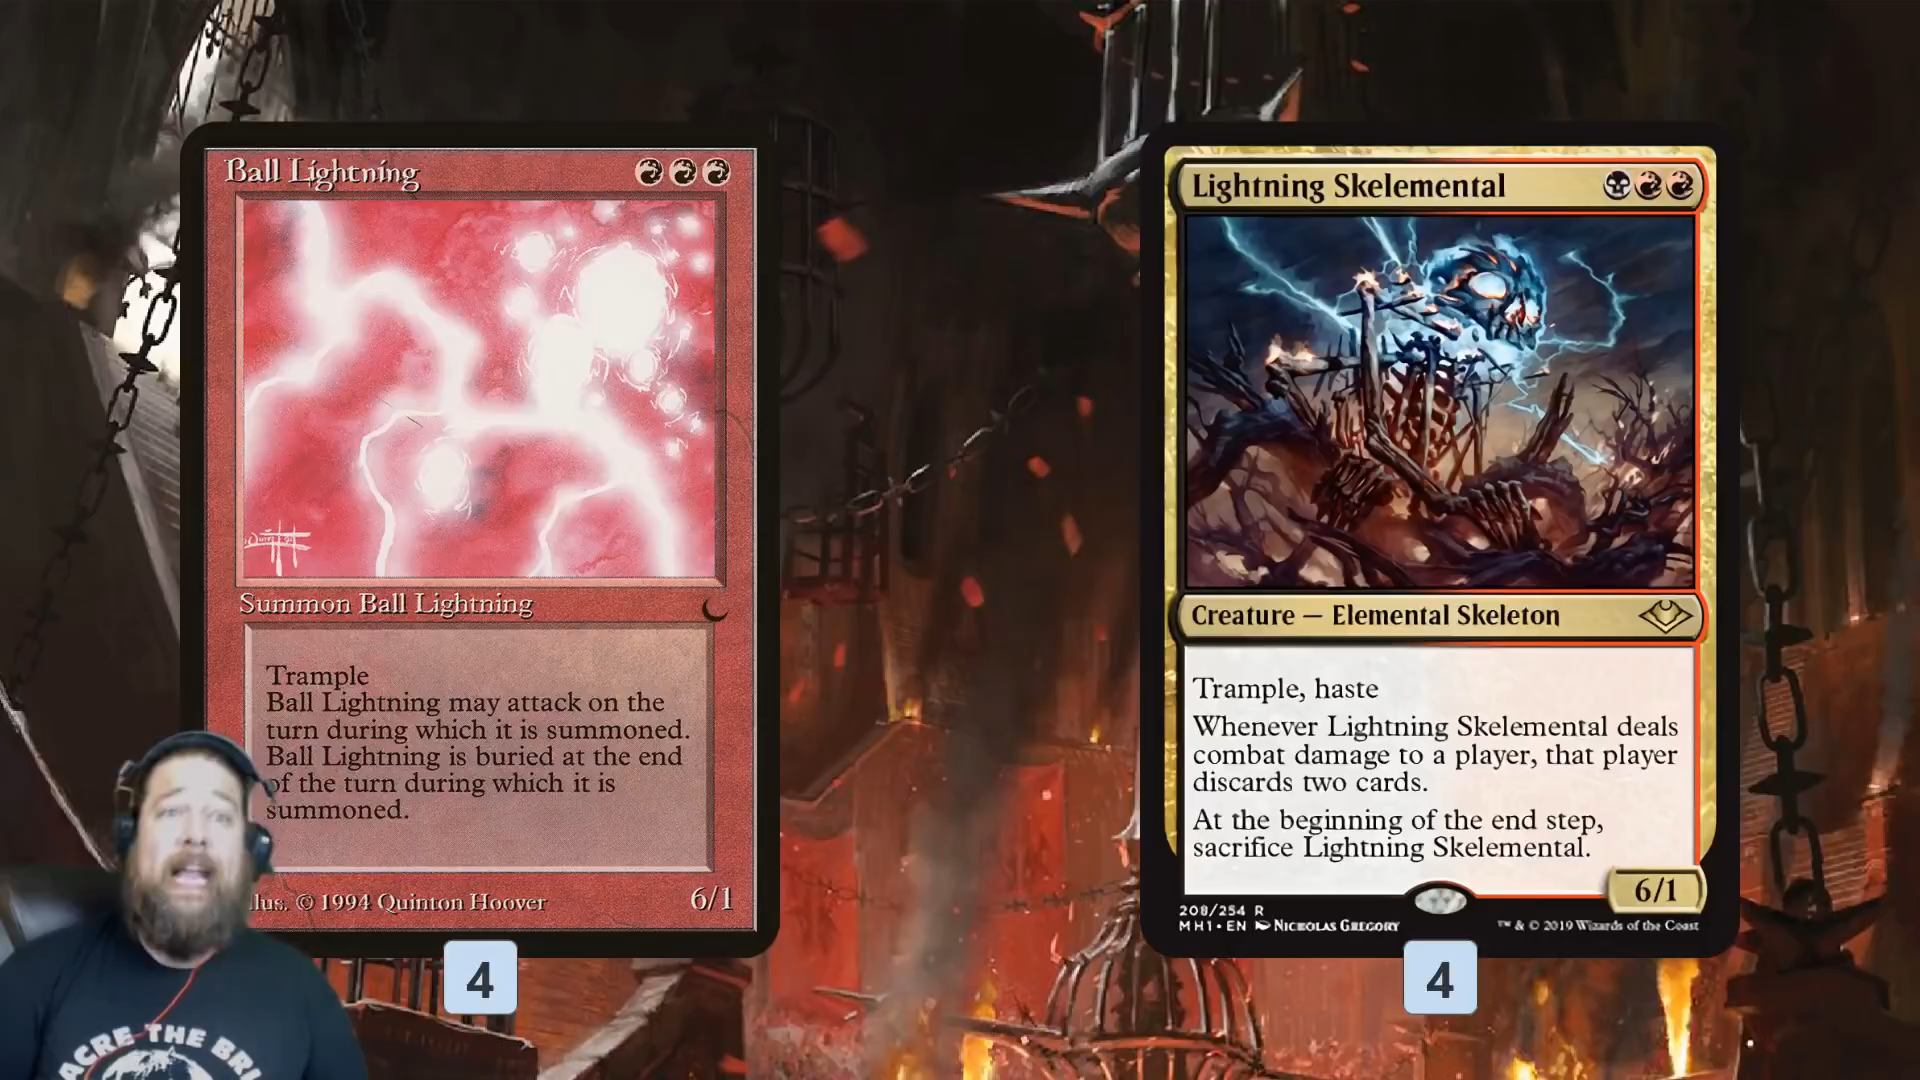 Ball Lightning
Summon Ball Lightning
Trample
Ball Lightning may attack on the
turn during which it is summoned.
Ball Lightning is buried at the end
of the turn during which it is
summoned.
Illus. © 1994 Quinton Hoover
6/1
4
Lightning Skelemental
Creature — Elemental Skeleton
Trample, haste
Whenever Lightning Skelemental deals
combat damage to a player, that player
discards two cards.
At the beginning of the end step,
sacrifice Lightning Skelemental.
6/1
208/254 R
MH1 • EN NICHOLAS GREGORY
™ & © 2019 Wizards of the Coast
4
ACRE THE BRI